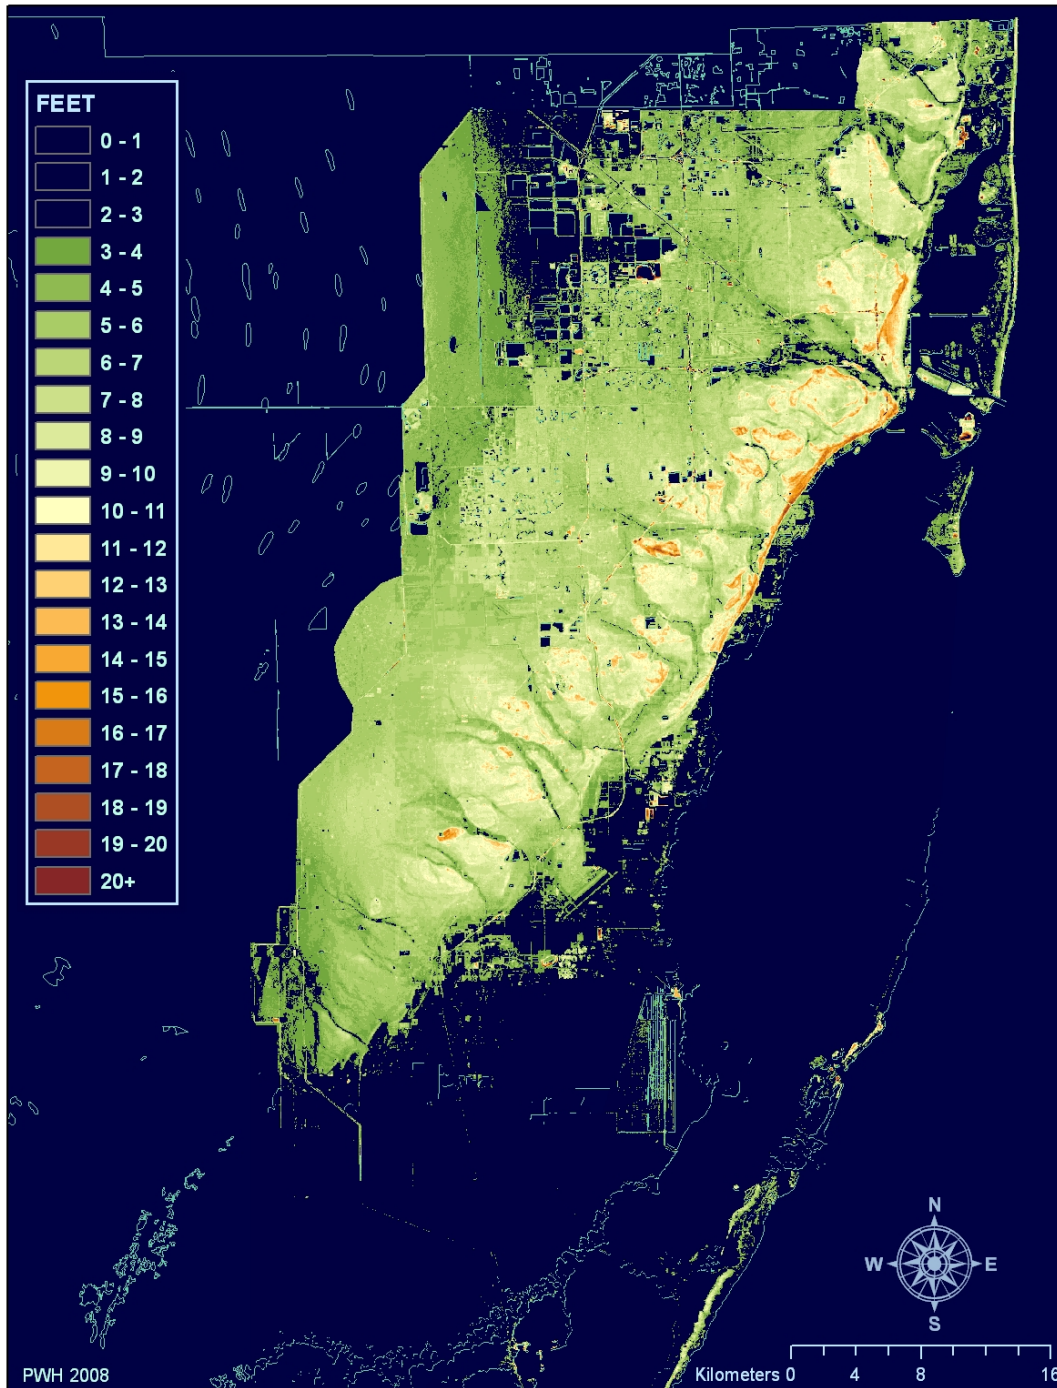 FEET
0 - 1
1 - 2
2 - 3
3 - 4
4 - 5
5 - 6
6 - 7
7 - 8
8 - 9
9 - 10
10 - 11
11 - 12
12 - 13
13 - 14
14 - 15
15 - 16
16 - 17
17 - 18
18 - 19
19 - 20
20+
N
W E
S
PWH 2008
Kilometers 0 4 8 16